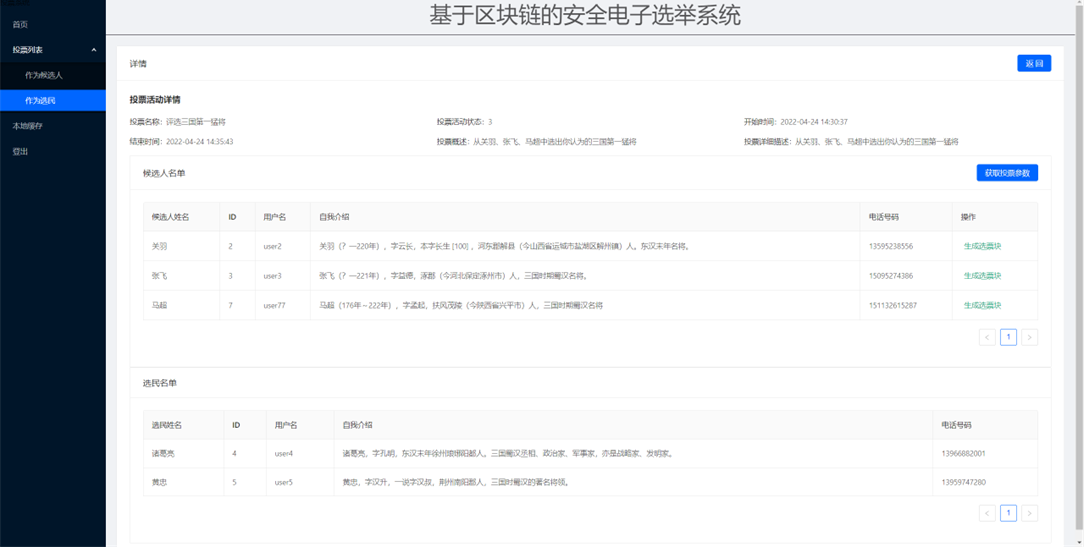 基于区块链的安全电子选举系统
首页
投票列表
作为候选人
作为选民
本地缓存
登出
详情
返 回
投票活动详情
投票名称: 评选三国第一猛将 投票活动状态: 3 开始时间: 2022-04-24 14:30:37
结束时间: 2022-04-24 14:35:43 投票概述: 从关羽、张飞、马超中选出你认为的三国第一猛将 投票详细描述: 从关羽、张飞、马超中选出你认为的三国第一猛将
候选人名单 获取投票参数
候选人姓名 ID 用户名 自我介绍 电话号码 操作
关羽 2 user2 关羽（？—220年），字云长，本字长生 [100] ，河东郡解县（今山西省运城市盐湖区解州镇）人。东汉末年名将。 13595238556 生成选票块
张飞 3 user3 张飞（？—221年），字益德，涿郡（今河北保定涿州市）人，三国时期蜀汉名将。 15095274386 生成选票块
马超 7 user77 马超（176年～222年），字孟起，扶风茂陵（今陕西省兴平市）人，三国时期蜀汉名将 151132615287 生成选票块
< 1 >
选民名单
选民姓名 ID 用户名 自我介绍 电话号码
诸葛亮 4 user4 诸葛亮，字孔明，东汉末年徐州琅琊阳都人。三国蜀汉丞相、政治家、军事家，亦是战略家、发明家。 13966882001
黄忠 5 user5 黄忠，字汉升，一说字汉叔，荆州南阳郡人，三国时蜀汉的著名将领。 13959747280
< 1 >